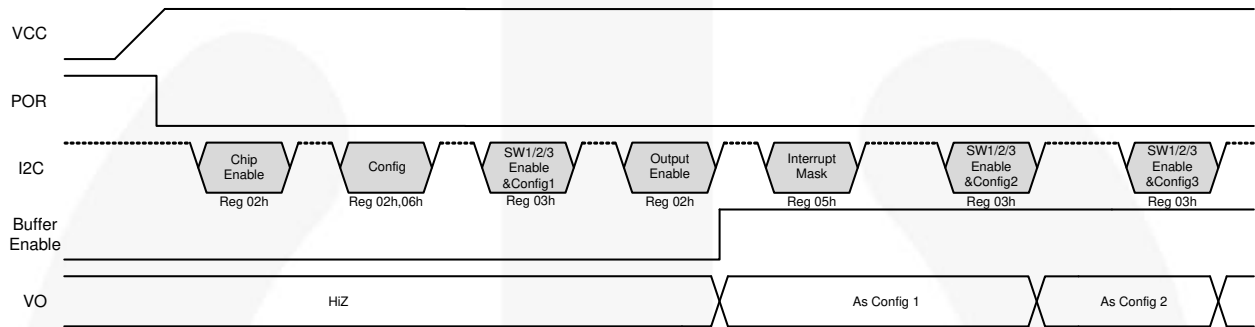 VCC
POR
I2C
Chip
Enable
Reg 02h
Config
Reg 02h,06h
SW1/2/3
Enable
&Config1
Reg 03h
Output
Enable
Reg 02h
Interrupt
Mask
Reg 05h
SW1/2/3
Enable
&Config2
Reg 03h
SW1/2/3
Enable
&Config3
Reg 03h
Buffer
Enable
VO
HiZ
As Config 1
As Config 2